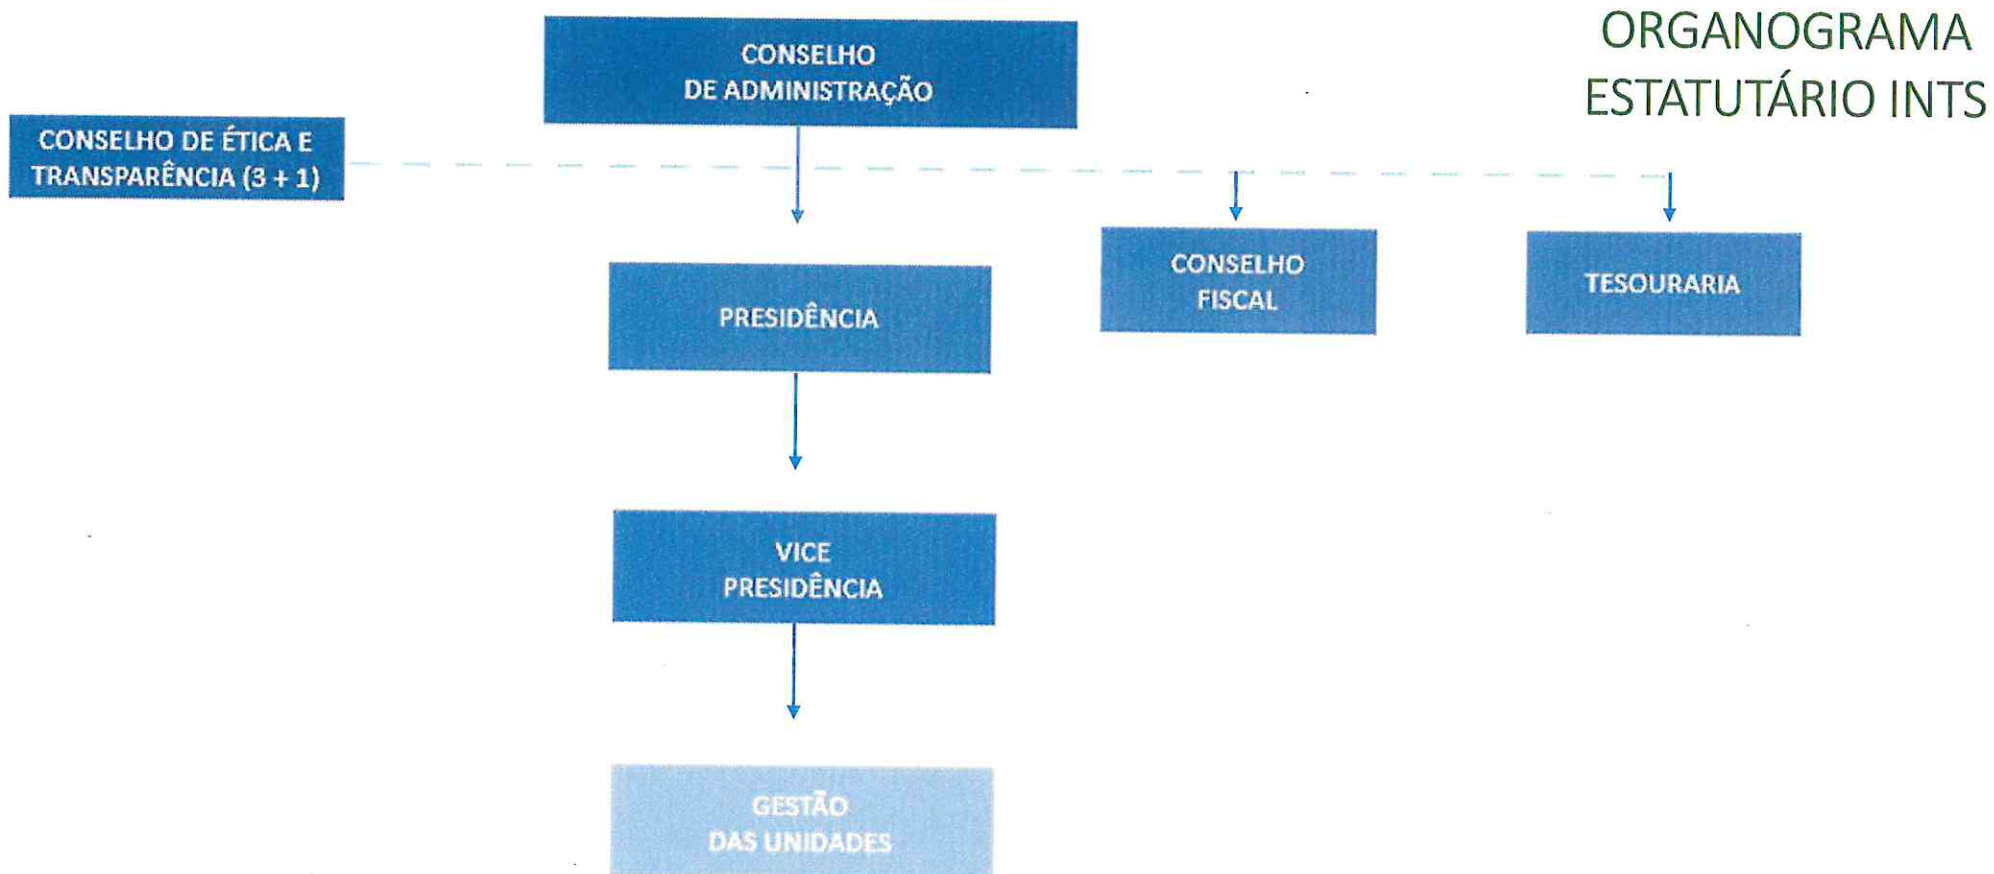 ORGANOGRAMA
ESTATUTÁRIO INTS
CONSELHO
DE ADMINISTRAÇÃO
CONSELHO DE ÉTICA E
TRANSPARÊNCIA (3 + 1)
CONSELHO
FISCAL
TESOURARIA
PRESIDÊNCIA
VICE
PRESIDÊNCIA
GESTÃO
DAS UNIDADES